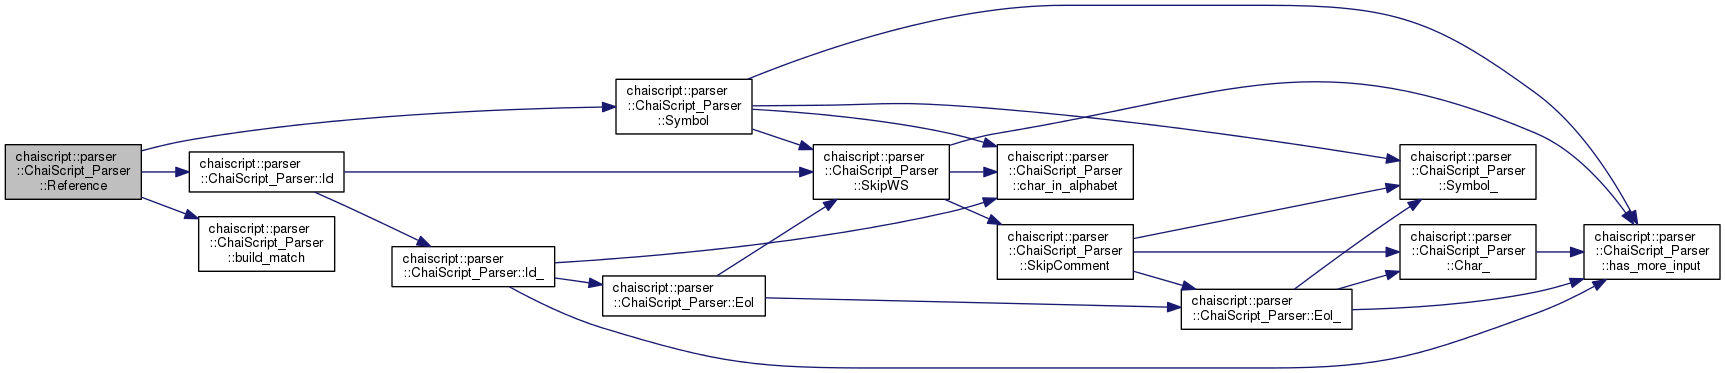 chaiscript::parser
::ChaiScript_Parser
::Reference
chaiscript::parser
::ChaiScript_Parser::Id
chaiscript::parser
::ChaiScript_Parser
::build_match
chaiscript::parser
::ChaiScript_Parser::Id_
chaiscript::parser
::ChaiScript_Parser
::Symbol
chaiscript::parser
::ChaiScript_Parser::Eol
chaiscript::parser
::ChaiScript_Parser
::SkipWS
chaiscript::parser
::ChaiScript_Parser
::char_in_alphabet
chaiscript::parser
::ChaiScript_Parser
::SkipComment
chaiscript::parser
::ChaiScript_Parser::Eol_
chaiscript::parser
::ChaiScript_Parser
::Symbol_
chaiscript::parser
::ChaiScript_Parser
::Char_
chaiscript::parser
::ChaiScript_Parser
::has_more_input